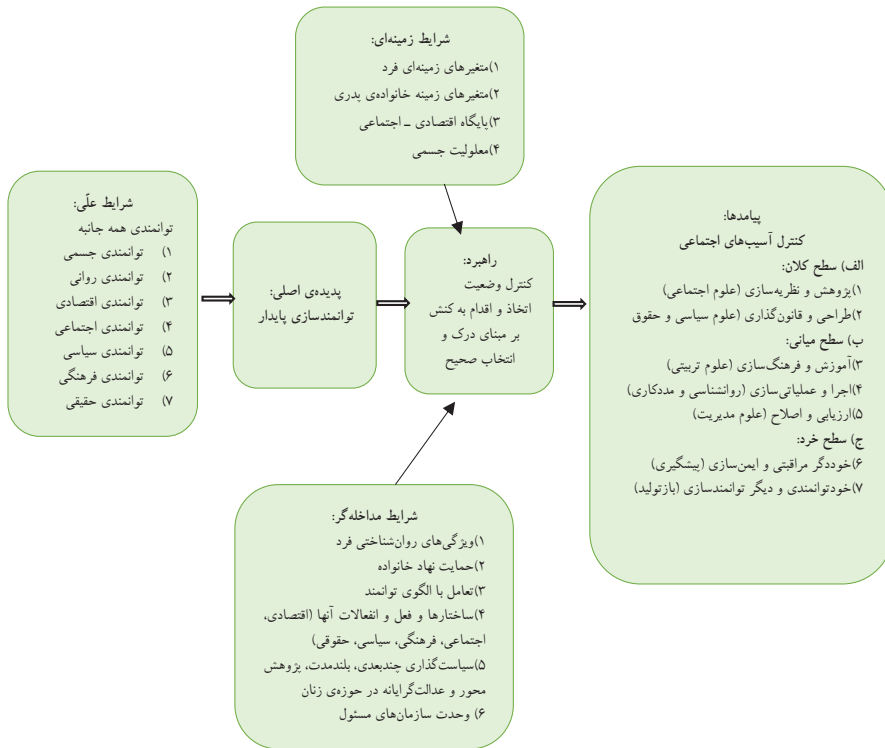 شرایط زمینه‌ای:
۱)متغیرهای زمینه‌ای فرد
۲)متغیرهای زمینه خانواده‌ی پدری
۳)پایگاه اقتصادی – اجتماعی
۴)معلولیت جسمی
شرایط علّی:
توانمندی همه جانبه
۱) توانمندی جسمی
۲) توانمندی روانی
۳) توانمندی اقتصادی
۴) توانمندی اجتماعی
۵) توانمندی سیاسی
۶) توانمندی فرهنگی
۷) توانمندی حقیقی
پدیده‌ی اصلی:
توانمندسازی پایدار
راهبرد:
کنترل وضعیت
اتخاذ و اقدام به کنش
بر مبنای درک و
انتخاب صحیح
پیامدها:
کنترل آسیب‌های اجتماعی
الف) سطح کلان:
۱)پژوهش و نظریه‌سازی (علوم اجتماعی)
۲)طراحی و قانون‌گذاری (علوم سیاسی و حقوق
ب) سطح میانی:
۳)آموزش و فرهنگ‌سازی (علوم تربیتی)
۴)اجرا و عملیاتی‌سازی (روانشناسی و مددکاری)
۵)ارزیابی و اصلاح (علوم مدیریت)
ج) سطح خرد:
۶)خوددگر مراقبتی و ایمن‌سازی (پیشگیری)
۷)خودتوانمندی و دیگر توانمندسازی (بازتولید)
شرایط مداخله‌گر:
۱)ویژگی‌های روان‌شناختی فرد
۲)حمایت نهاد خانواده
۳)تعامل با الگوی توانمند
۴)ساختارها و فعل و انفعالات آنها (اقتصادی،
اجتماعی، فرهنگی، سیاسی، حقوقی)
۵)سیاست‌گذاری چندبعدی، بلندمدت، پژوهش
محور و عدالت‌گرایانه در حوزه‌ی زنان
۶) وحدت سازمان‌های مسئول